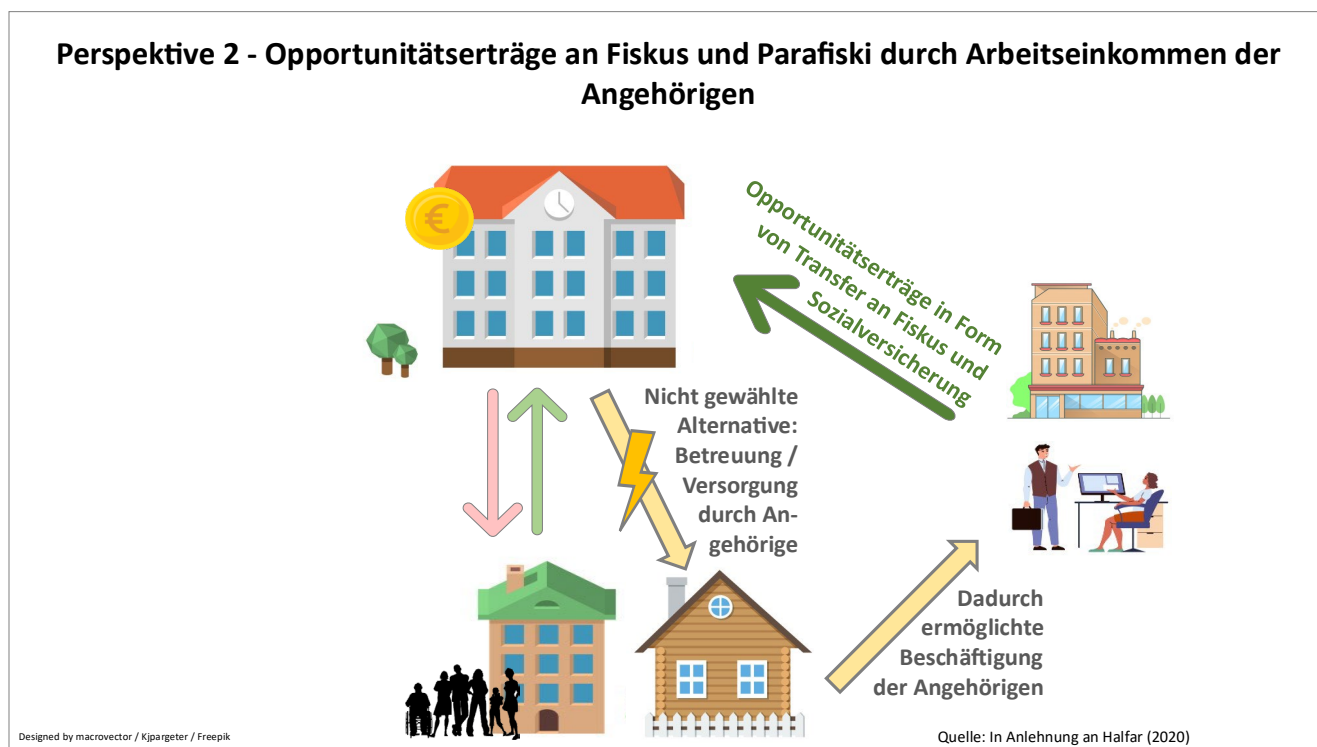 Perspektive 2 - Opportunitätserträge an Fiskus und Parafiski durch Arbeitseinkommen der
Angehörigen
€
Opportunitätserträge in Form
von Transfer an Fiskus und
Sozialversicherung
Nicht gewählte
Alternative:
Betreuung /
Versorgung
durch An-
gehörige
Dadurch
ermöglichte
Beschäftigung
der Angehörigen
Designed by macrovector / Kjpargeter / Freepik
Quelle: In Anlehnung an Halfar (2020)